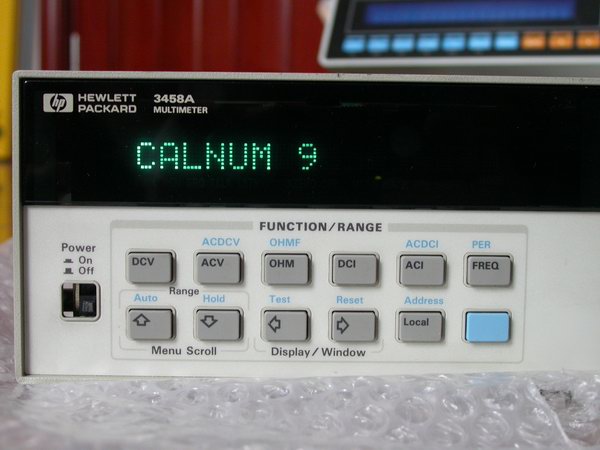 hp HEWLETT PACKARD
3458A MULTIMETER
CALNUM 9
FUNCTION/RANGE
Power
On
Off
ACDCV OHMF ACDCI PER
DCV ACV OHM DCI ACI FREQ
Range
Auto Hold Test Reset Address
Local
Menu Scroll Display/Window